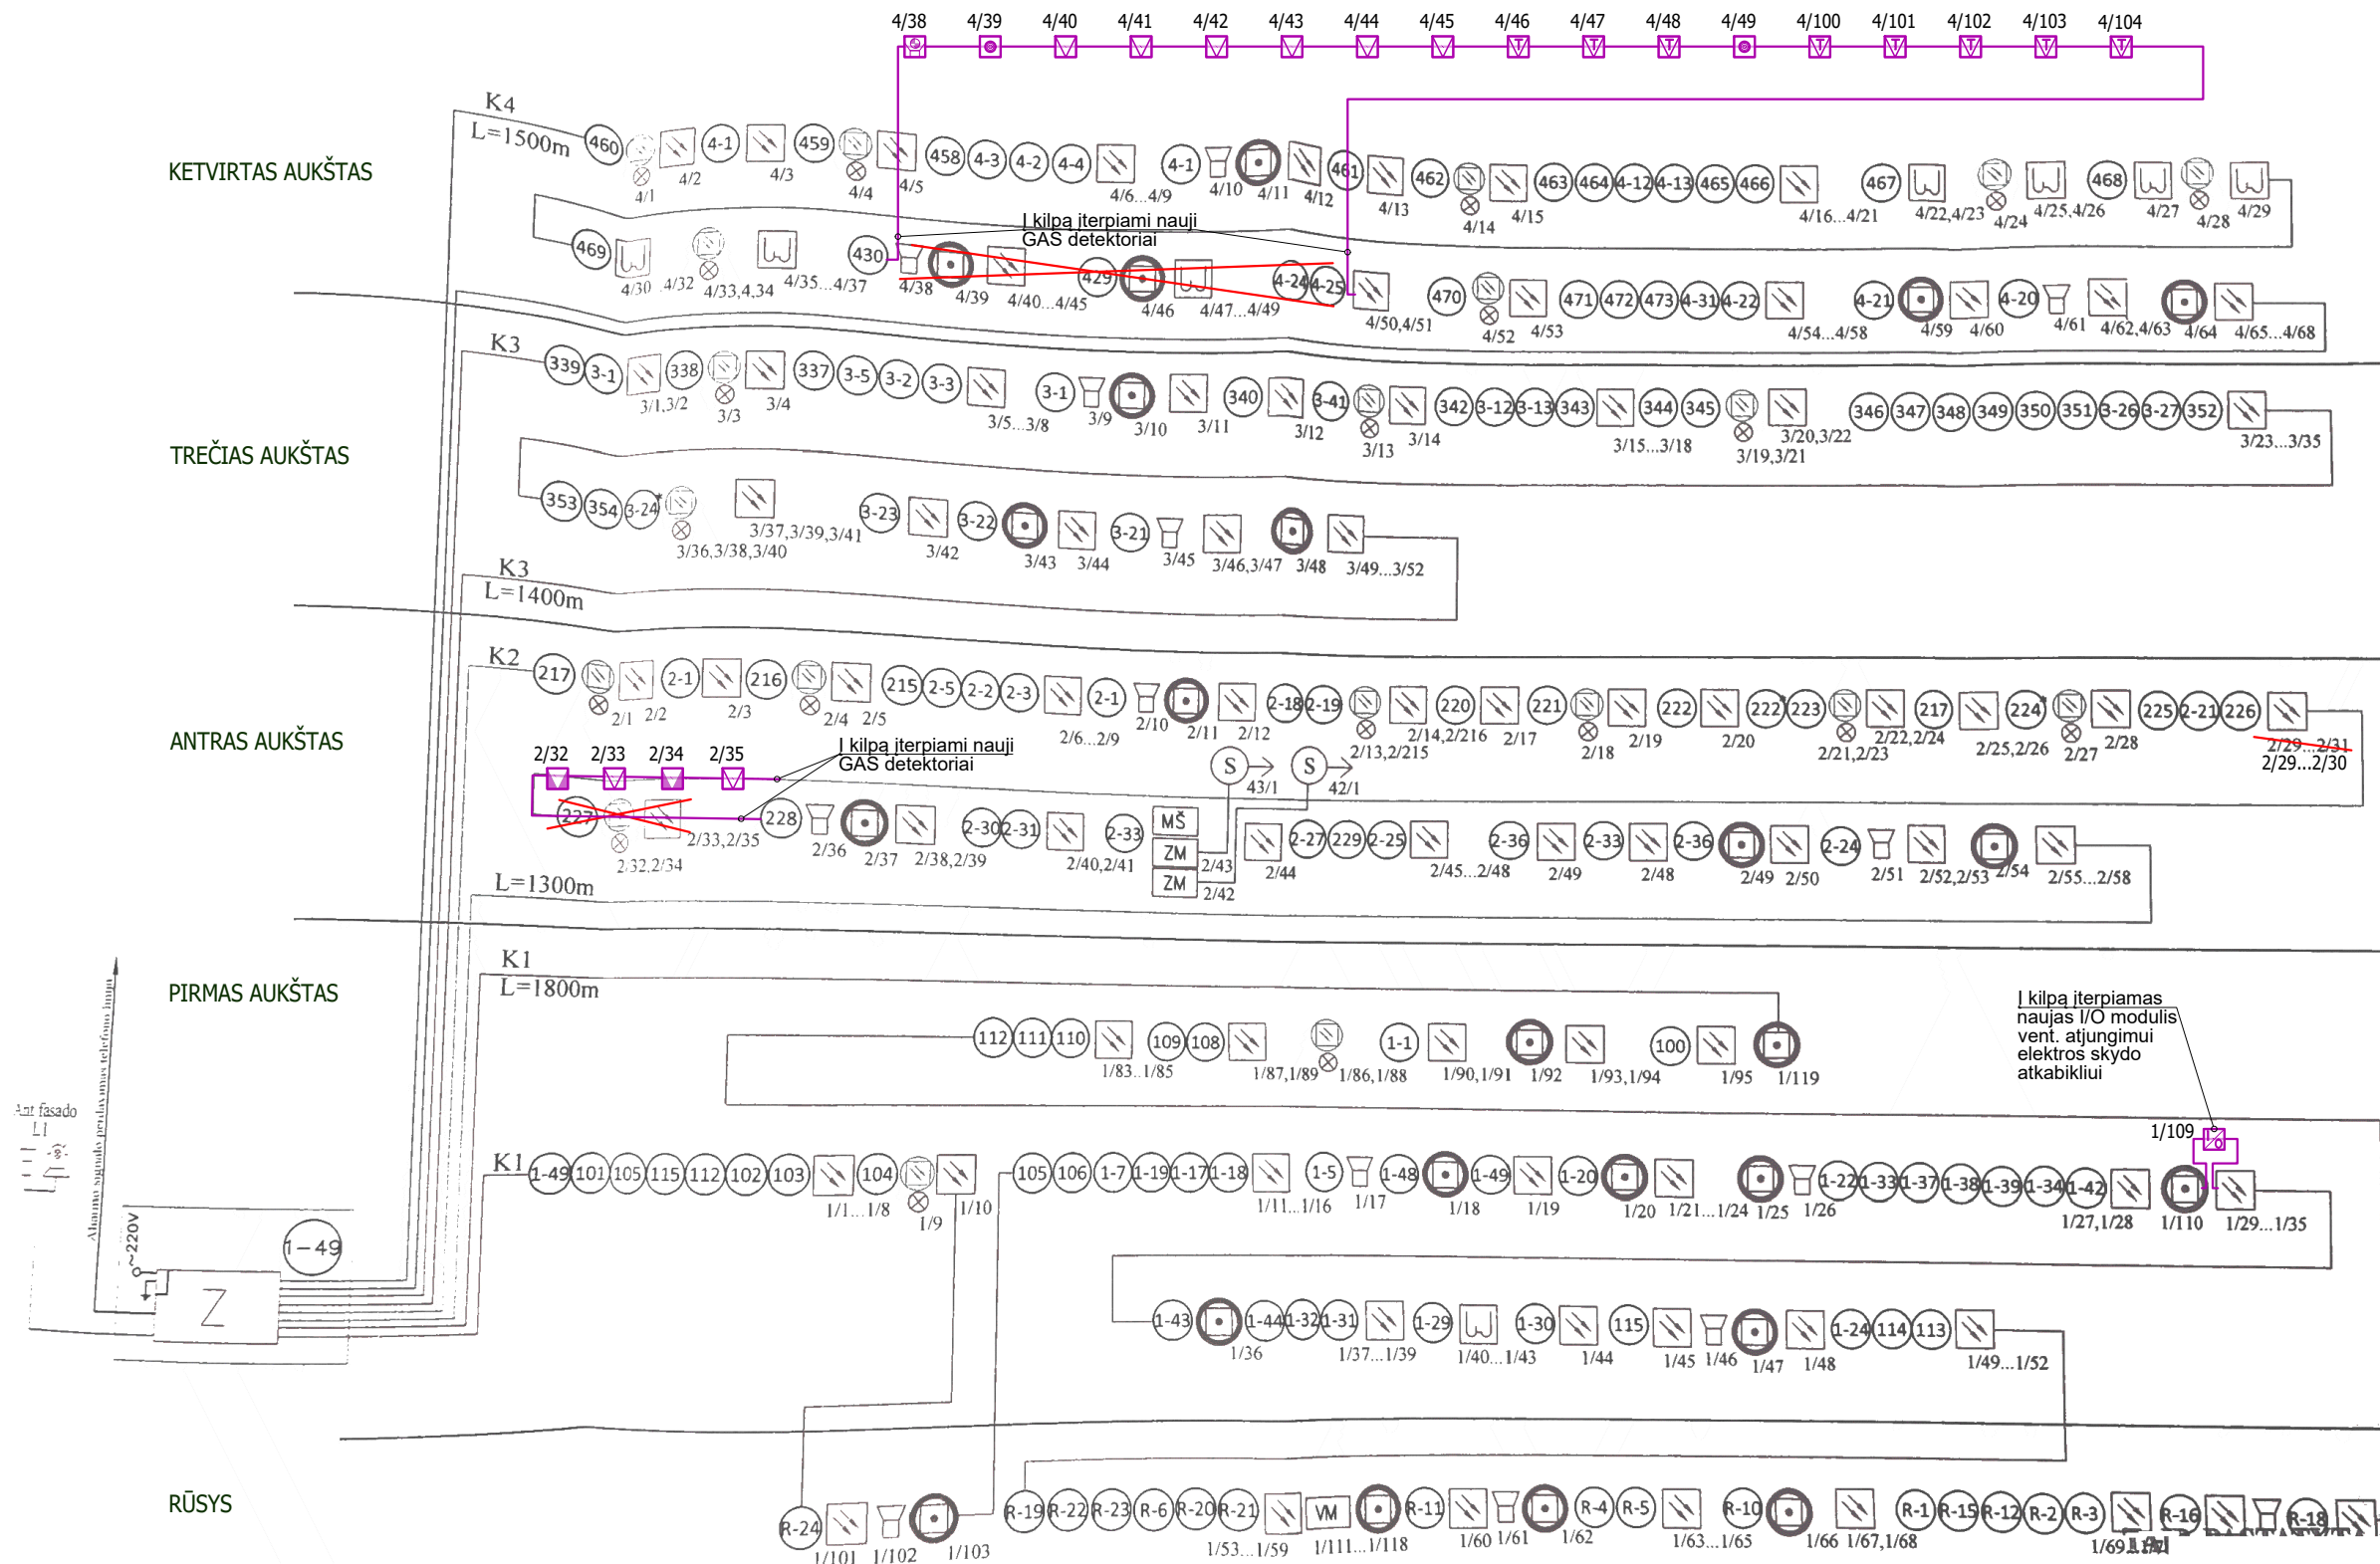 4/38 4/39 4/40 4/41 4/42 4/43 4/44 4/45 4/46 4/47 4/48 4/49 4/100 4/101 4/102 4/103 4/104
K4
L=1500m
KETVIRTAS AUKŠTAS
460 4-1 459 458 4-3 4-2 4-4 4-1 461 462 463 464 4-12 4-13 465 466 467 468
4/1 4/2 4/3 4/4 4/5 4/6...4/9 4/10 4/11 4/12 4/13 4/14 4/15 4/16...4/21 4/22,4/23 4/24 4/25,4/26 4/27 4/28 4/29
Į kilpą įterpiami nauji
GAS detektoriai
469 430 429 4-24 4-25 470 471 472 473 4-31 4-22 4-21 4-20
4/30 ..4/32 4/33,4,34 4/35...4/37 4/38 4/39 4/40...4/45 4/46 4/47...4/49 4/50,4/51 4/52 4/53 4/54...4/58 4/59 4/60 4/61 4/62,4/63 4/64 4/65...4/68
K3
339 3-1 338 337 3-5 3-2 3-3 3-1 340 3-41 342 3-12 3-13 343 344 345 346 347 348 349 350 351 3-26 3-27 352
3/1,3/2 3/3 3/4 3/5...3/8 3/9 3/10 3/11 3/12 3/13 3/14 3/15...3/18 3/19,3/21 3/20,3/22 3/23...3/35
TREČIAS AUKŠTAS
353 354 3-24* 3-23 3-22 3-21
3/36,3/38,3/40 3/37,3/39,3/41 3/42 3/43 3/44 3/45 3/46,3/47 3/48 3/49...3/52
K3
L=1400m
K2
217 2-1 216 215 2-5 2-2 2-3 2-1 2-18 2-19 220 221 222 222* 223 217 224* 225 2-21 226
2/1 2/2 2/3 2/4 2/5 2/6...2/9 2/10 2/11 2/12 2/13,2/215 2/14,2/216 2/17 2/18 2/19 2/20 2/21,2/23 2/22,2/24 2/25,2/26 2/27 2/28 2/29...2/31
2/29...2/30
ANTRAS AUKŠTAS
2/32 2/33 2/34 2/35
Į kilpą įterpiami nauji
GAS detektoriai
S 43/1 S 42/1
227 228 2-30 2-31 2-33 MŠ ZM ZM 2-27 229 2-25 2-36 2-33 2-36 2-24
2/32,2/34 2/33,2/35 2/36 2/37 2/38,2/39 2/40,2/41 2/43 2/42 2/44 2/45...2/48 2/49 2/48 2/49 2/50 2/51 2/52,2/53 2/54 2/55...2/58
L=1300m
K1
L=1800m
PIRMAS AUKŠTAS
Į kilpą įterpiamas
naujas I/O modulis
vent. atjungimui
elektros skydo
atkabikliui
112 111 110 109 108 1-1 100
1/83..1/85 1/87,1/89 1/86,1/88 1/90,1/91 1/92 1/93,1/94 1/95 1/119
Ant fasado
L1
1/109 I O
K1
1-49 101 105 115 112 102 103 104 105 106 1-7 1-19 1-17 1-18 1-5 1-48 1-49 1-20 1-22 1-33 1-37 1-38 1-39 1-34 1-42
1/1...1/8 1/9 1/10 1/11...1/16 1/17 1/18 1/19 1/20 1/21...1/24 1/25 1/26 1/27,1/28 1/110 1/29...1/35
~220V
1-49
Z
1-43 1-44 1-32 1-31 1-29 1-30 115 1-24 114 113
1/36 1/37...1/39 1/40...1/43 1/44 1/45 1/46 1/47 1/48 1/49...1/52
RŪSYS
R-24 R-19 R-22 R-23 R-6 R-20 R-21 VM R-11 R-4 R-5 R-10 R-1 R-15 R-12 R-2 R-3 R-16 R-18
1/101 1/102 1/103 1/53...1/59 1/111...1/118 1/60 1/61 1/62 1/63...1/65 1/66 1/67,1/68